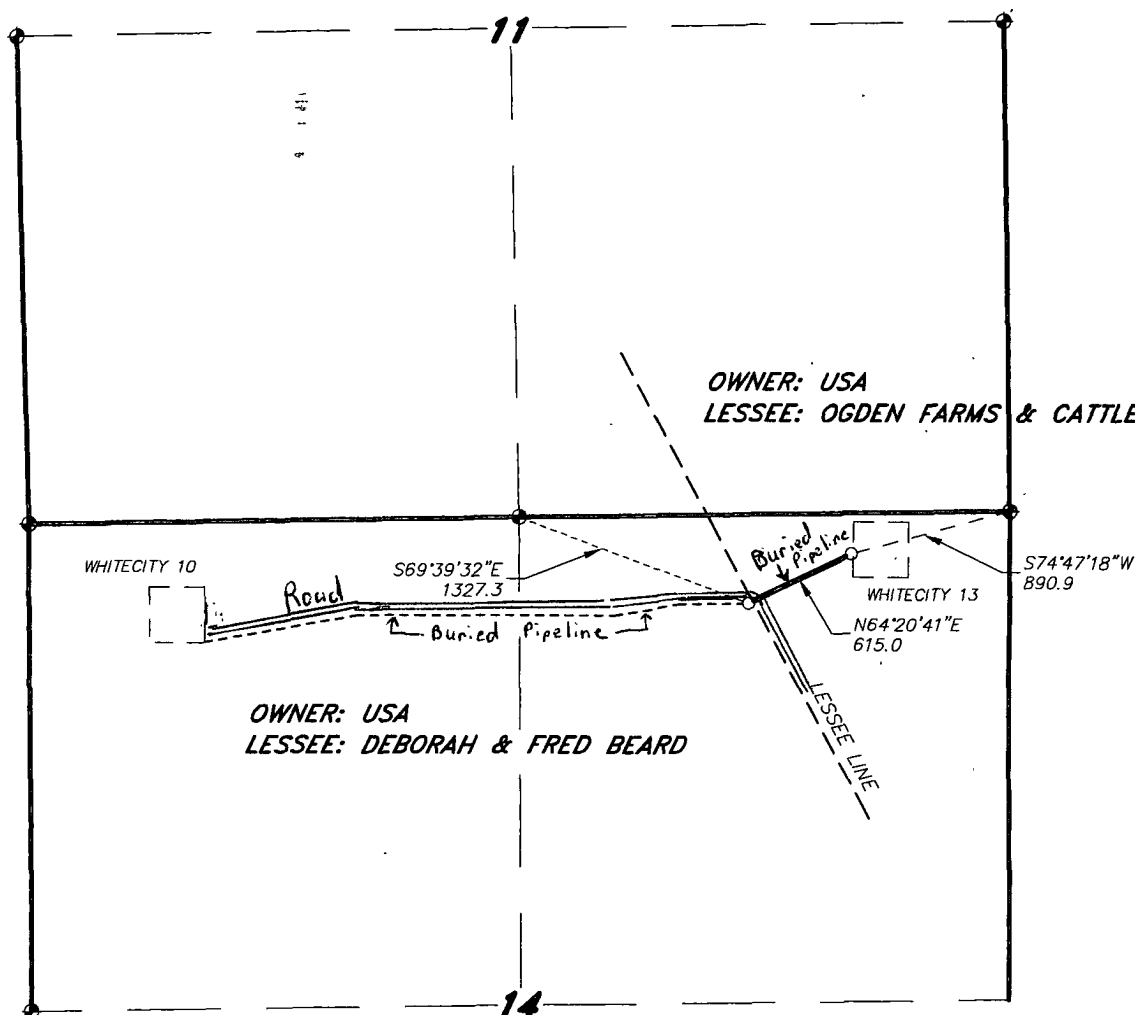 11
OWNER: USA
LESSEE: OGDEN FARMS & CATTLE
WHITECITY 10
S69°39'32"E
1327.3
Buried
Pipeline
S74°47'18"W
890.9
WHITECITY 13
Road
N64°20'41"E
615.0
Buried Pipeline
LESSEE LINE
OWNER: USA
LESSEE: DEBORAH & FRED BEARD
14